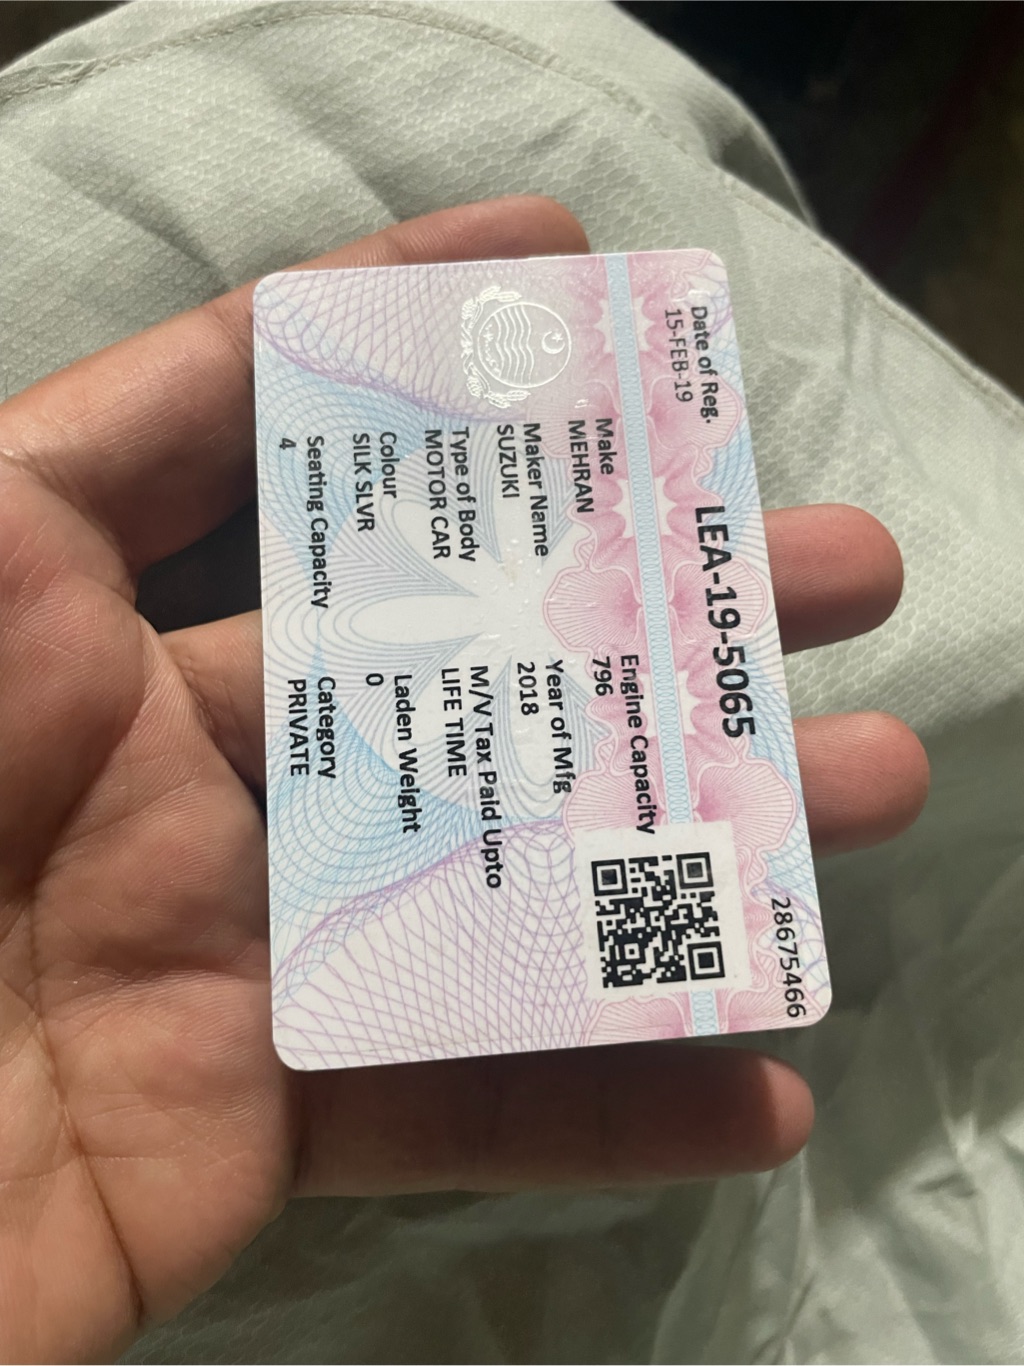 28675466
LEA-19-5065
Date of Reg.
15-FEB-19
Make
MEHRAN
Engine Capacity
796
Maker Name
SUZUKI
Year of Mfg
2018
Type of Body
MOTOR CAR
M/V Tax Paid Upto
LIFE TIME
Colour
SILK SLVR
Laden Weight
0
Seating Capacity
4
Category
PRIVATE